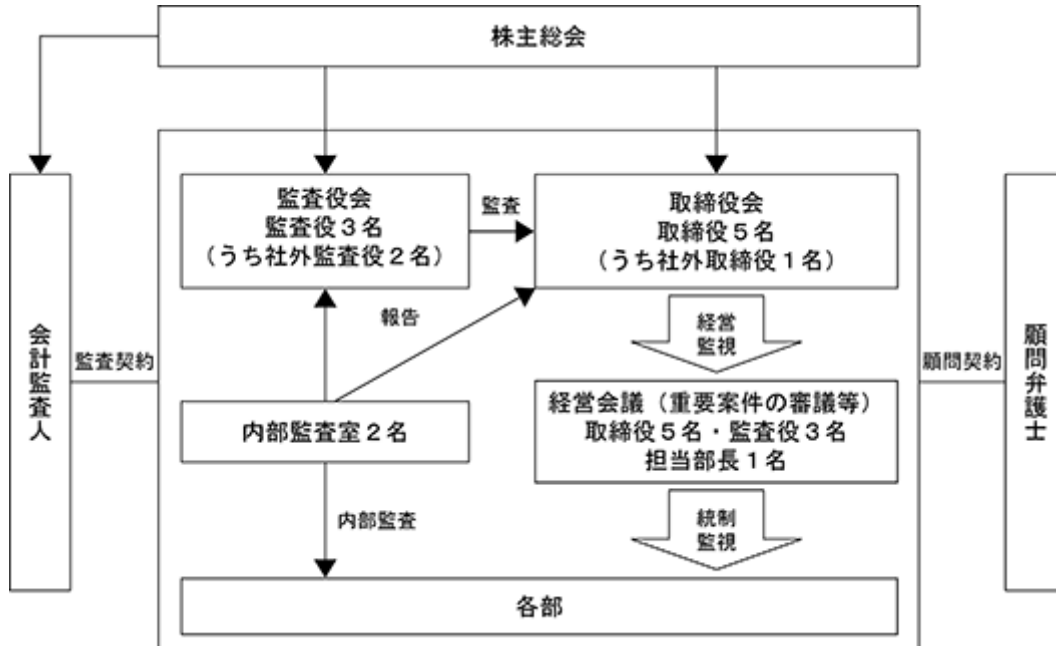 株主総会
監査役会
監査役３名
（うち社外監査役２名）
監査
取締役会
取締役５名
（うち社外取締役１名）
会計監査人
監査契約
報告
経営
監視
顧問契約
顧問弁護士
内部監査室２名
経営会議（重要案件の審議等）
取締役５名・監査役３名
担当部長１名
内部監査
統制
監視
各部